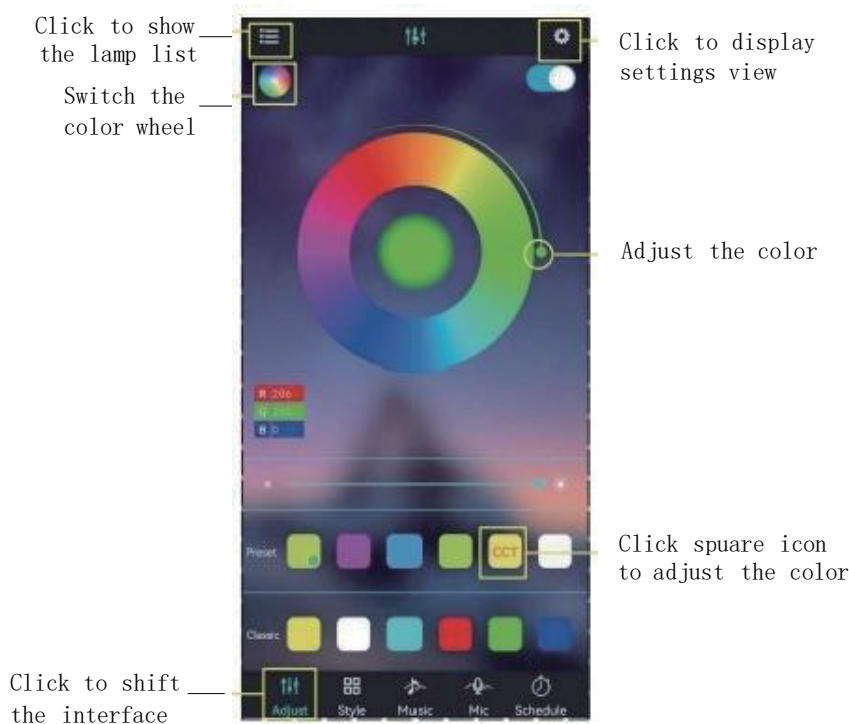 Click to show
the lamp list
Click to display
settings view
Switch the
color wheel
Adjust the color
R 206
G
B 0
Preset
CCT
Click spuare icon
to adjust the color
Classic
Click to shift
the interface
Adjust
Style
Music
Mic
Schedule